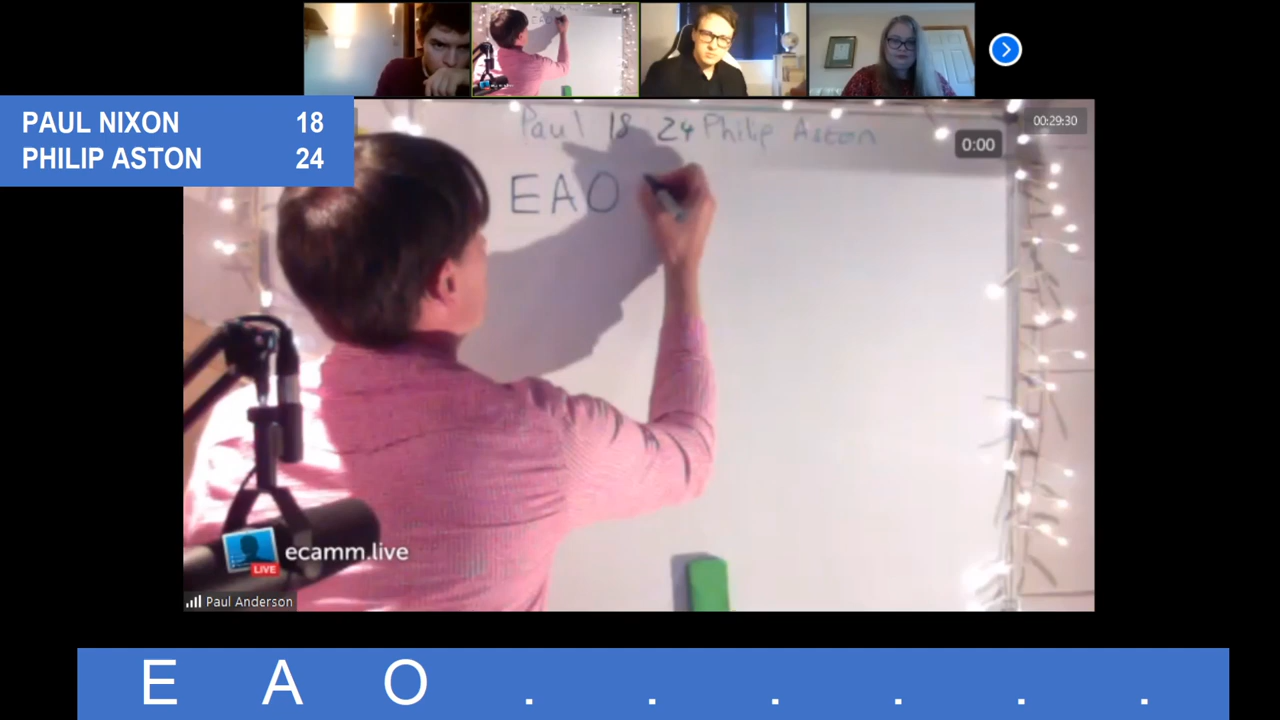 PAUL NIXON 18
PHILIP ASTON 24
00:29:30
Paul 18 24 Philip Aston
0:00
EAO
ecamm.live
LIVE
Paul Anderson
E A O . . . . . .